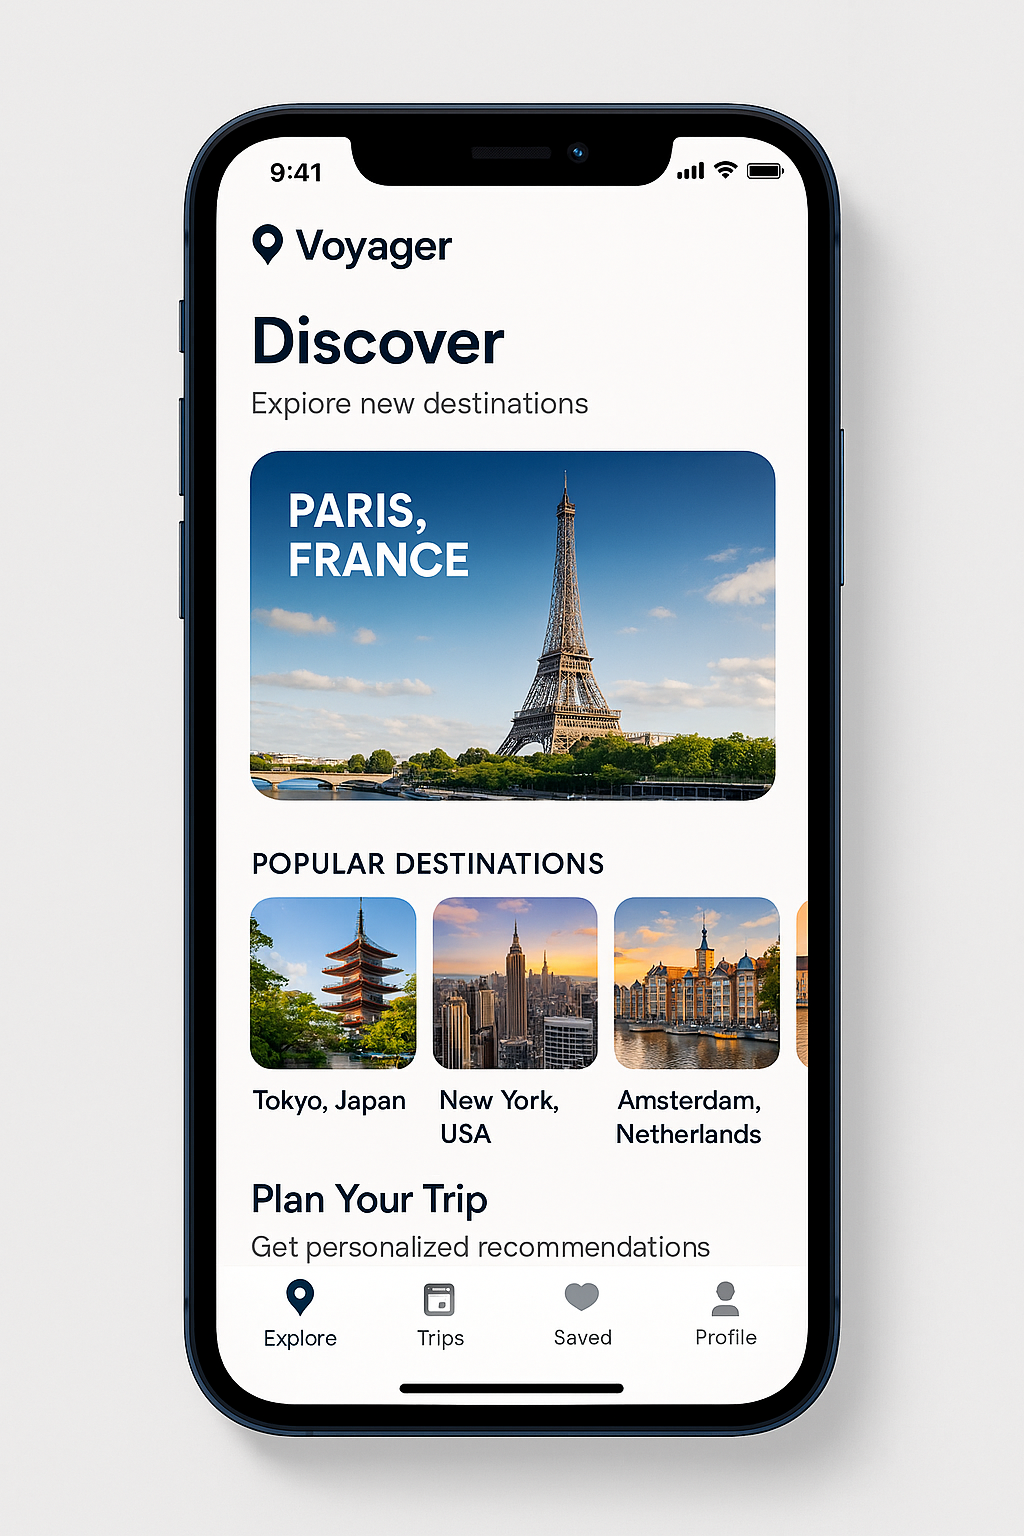 9:41
Voyager
Discover
Expiore new destinations
PARIS,
FRANCE
POPULAR DESTINATIONS
Tokyo, Japan
New York,
USA
Amsterdam,
Netherlands
Plan Your Trip
Get personalized recommendations
Explore
Trips
Saved
Profile